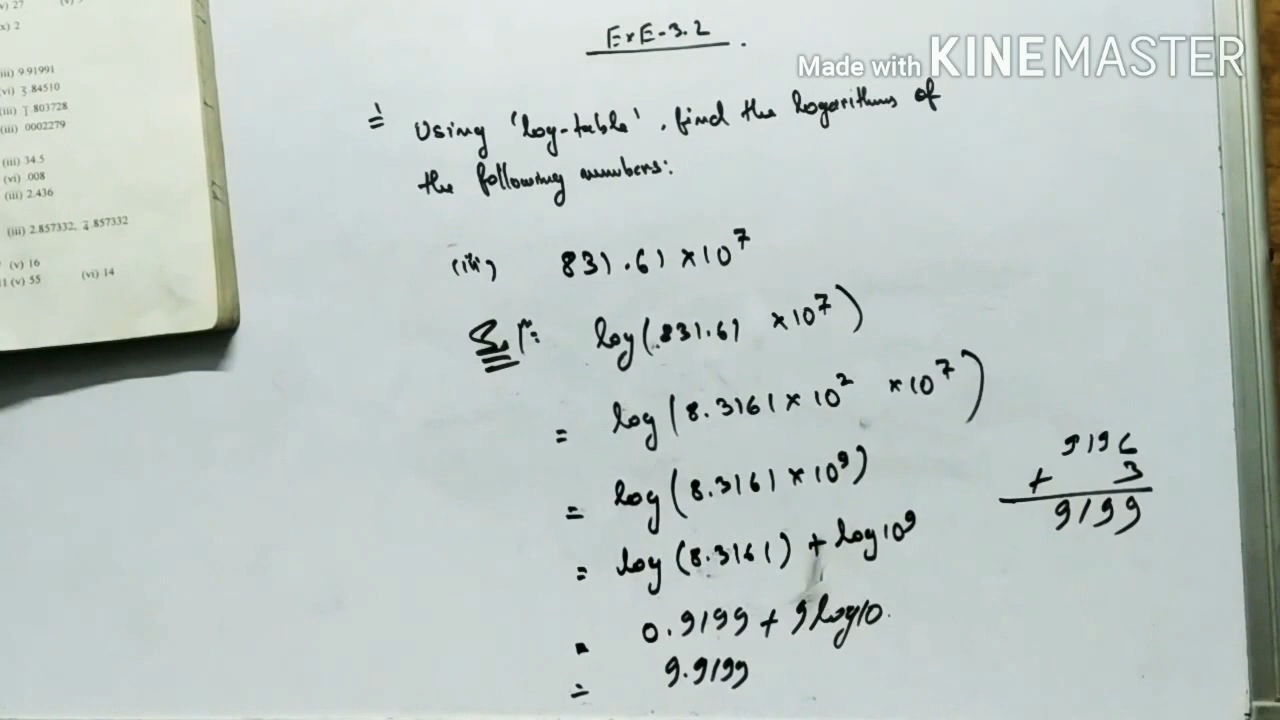 v) 27
x) 2
iii) 9.91991
(vi) 3̅.84510
(iii) 1̅.803728
(iii) .0002279
(iii) 34.5
(vi) .008
(iii) 2.436
(iii) 2.857332, 4̅.857332
(v) 16
(v) 55 (vi) 14
ExE-3.2
Made with KINEMASTER
1 Using 'log-table', find the logarithms of
the following numbers:
(iii) 831.61 × 10⁷
Sol: log(831.61 × 10⁷)
= log(8.3161 × 10² × 10⁷)
= log(8.3161 × 10⁹)
= log(8.3161) + log10⁹
= 0.9199 + 9log10.
= 9.9199
9196
+ 3
9199